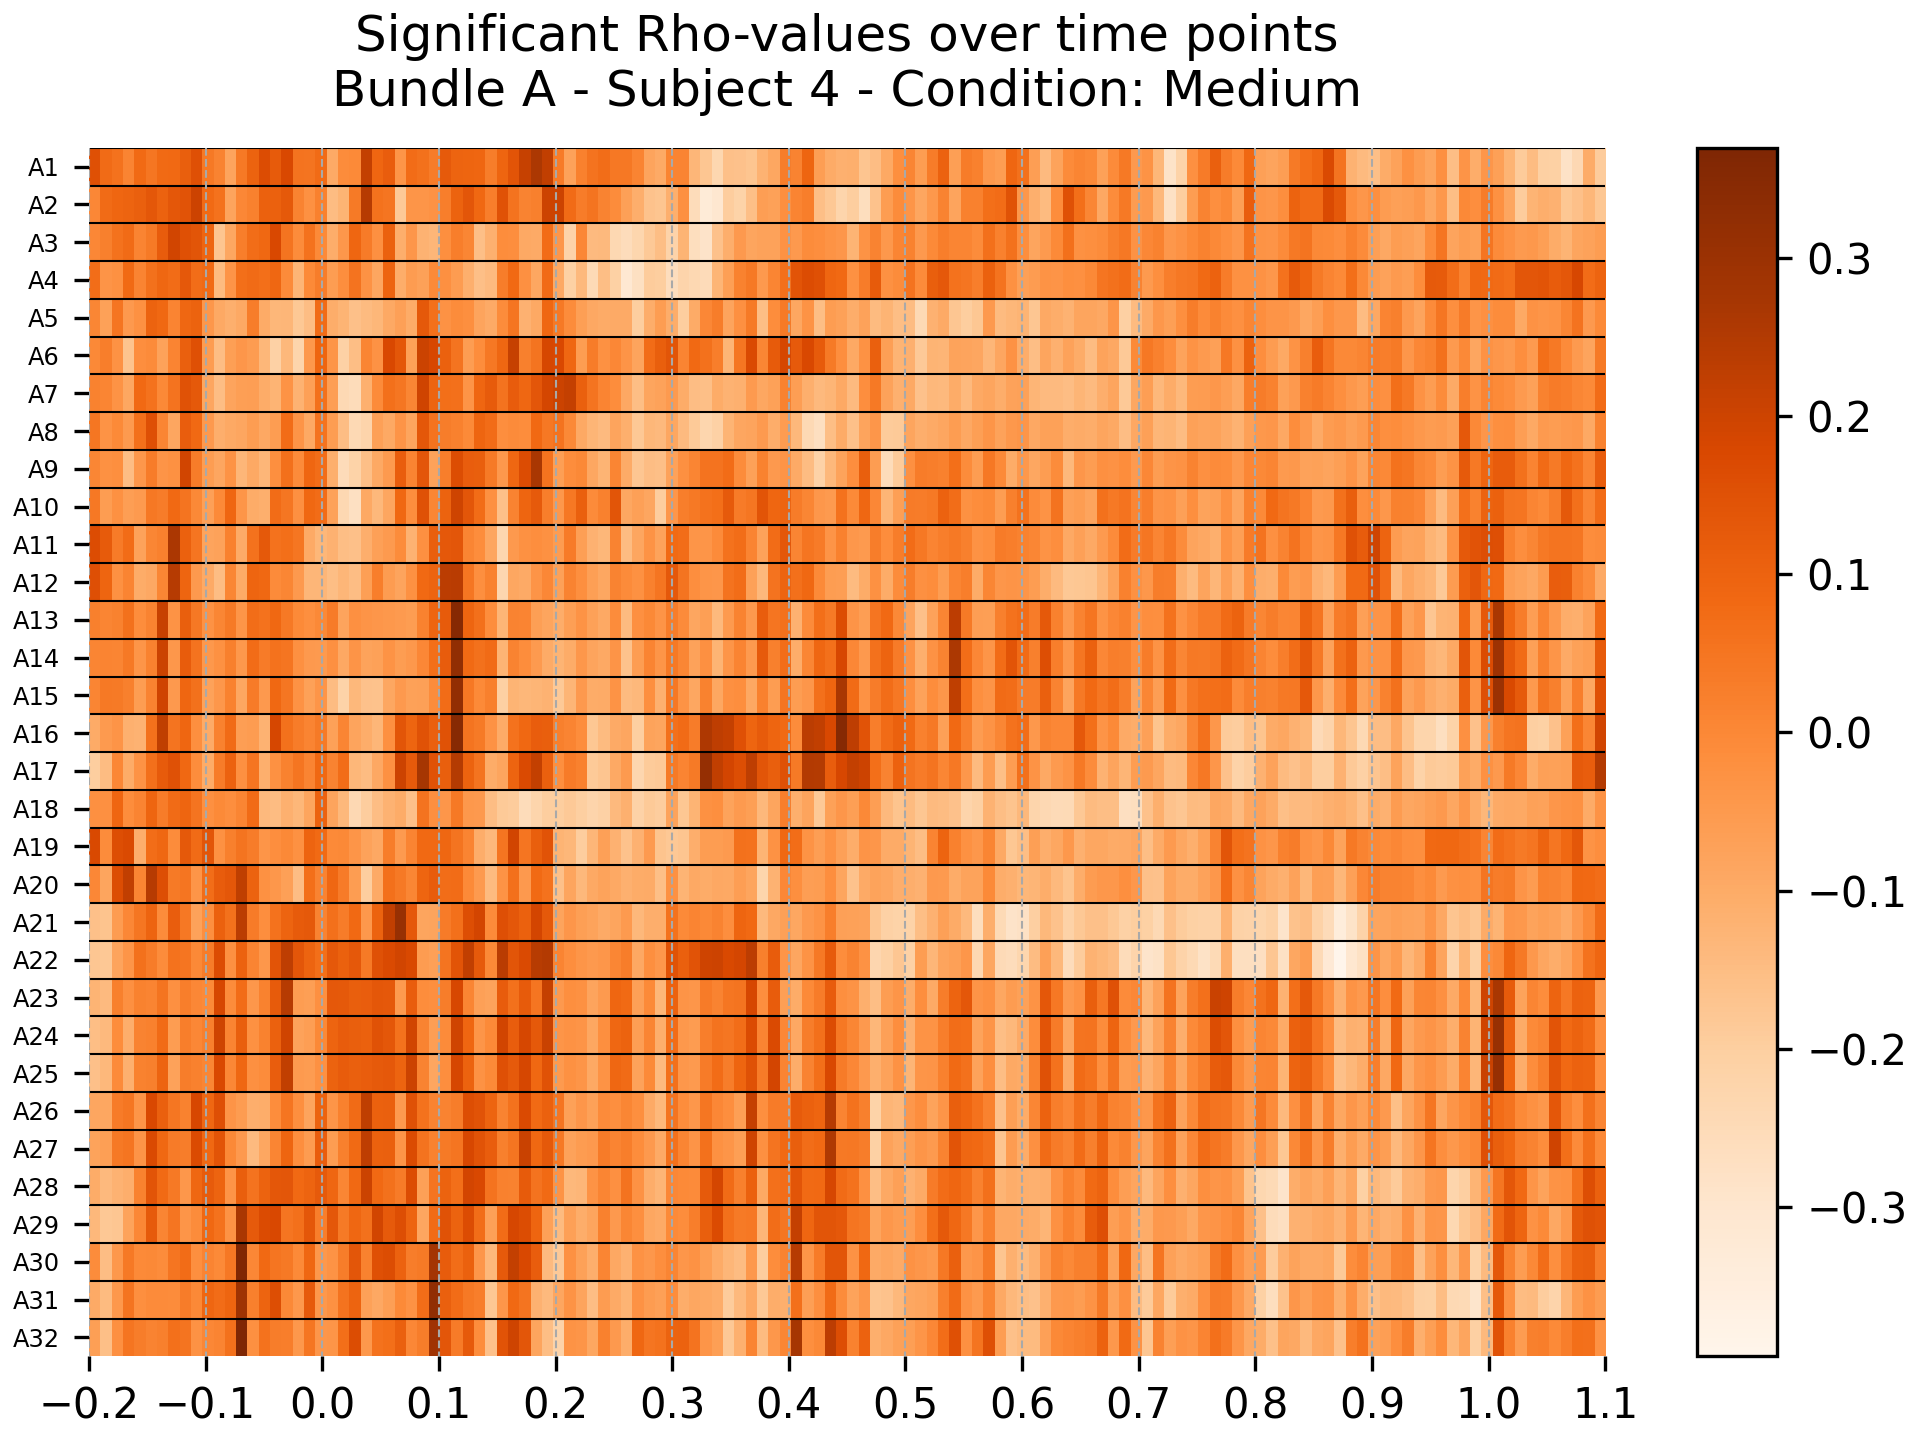 Significant Rho-values over time points
Bundle A - Subject 4 - Condition: Medium
A1
A2
A3
A4
A5
A6
A7
A8
A9
A10
A11
A12
A13
A14
A15
A16
A17
A18
A19
A20
A21
A22
A23
A24
A25
A26
A27
A28
A29
A30
A31
A32
−0.2 −0.1 0.0 0.1 0.2 0.3 0.4 0.5 0.6 0.7 0.8 0.9 1.0 1.1
0.3
0.2
0.1
0.0
−0.1
−0.2
−0.3